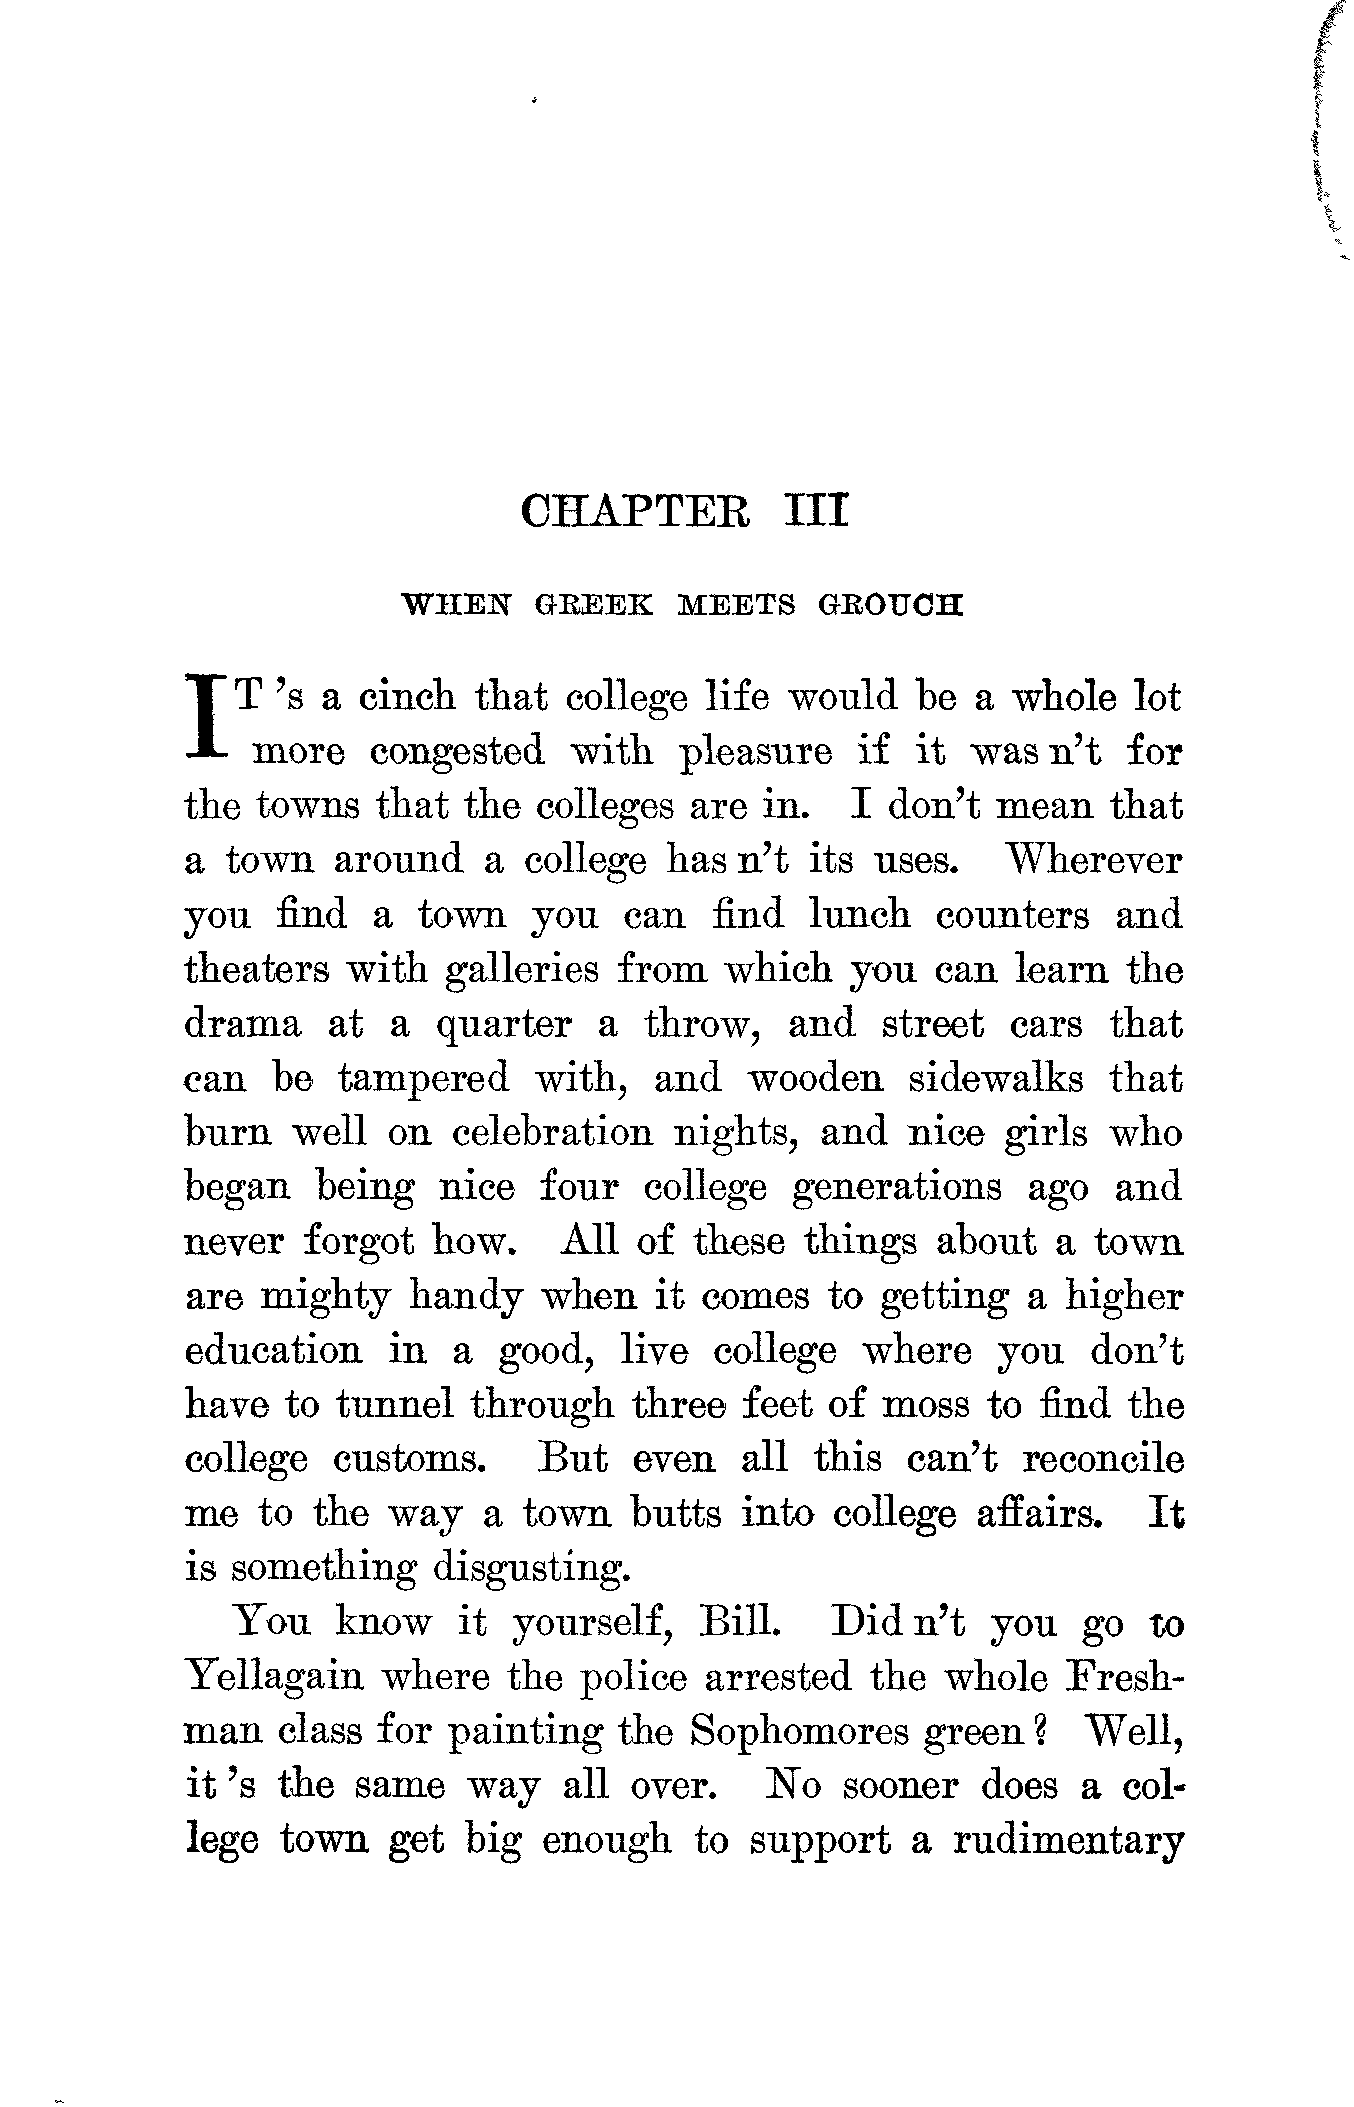 CHAPTER III
WHEN GREEK MEETS GROUCH
IT 's a cinch that college life would be a whole lot
more congested with pleasure if it was n't for
the towns that the colleges are in. I don't mean that
a town around a college has n't its uses. Wherever
you find a town you can find lunch counters and
theaters with galleries from which you can learn the
drama at a quarter a throw, and street cars that
can be tampered with, and wooden sidewalks that
burn well on celebration nights, and nice girls who
began being nice four college generations ago and
never forgot how. All of these things about a town
are mighty handy when it comes to getting a higher
education in a good, live college where you don't
have to tunnel through three feet of moss to find the
college customs. But even all this can't reconcile
me to the way a town butts into college affairs. It
is something disgusting.
You know it yourself, Bill. Did n't you go to
Yellagain where the police arrested the whole Fresh-
man class for painting the Sophomores green? Well,
it 's the same way all over. No sooner does a col-
lege town get big enough to support a rudimentary